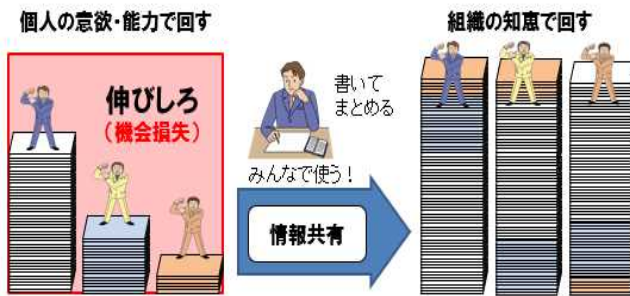 個人の意欲・能力で回す
伸びしろ
（機会損失）
書いて
まとめる
みんなで使う！
情報共有
組織の知恵で回す